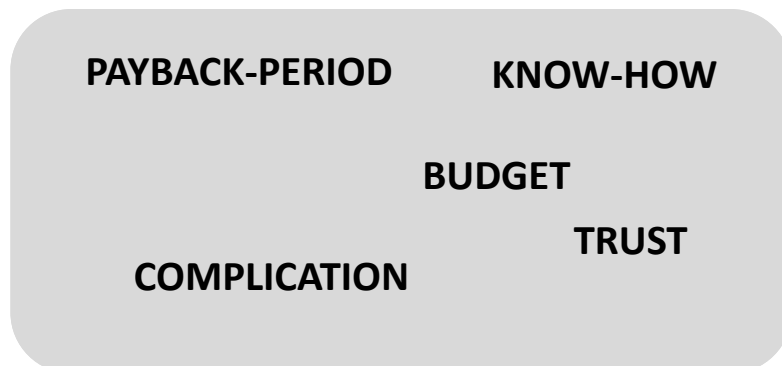 PAYBACK-PERIOD
KNOW-HOW
BUDGET
TRUST
COMPLICATION